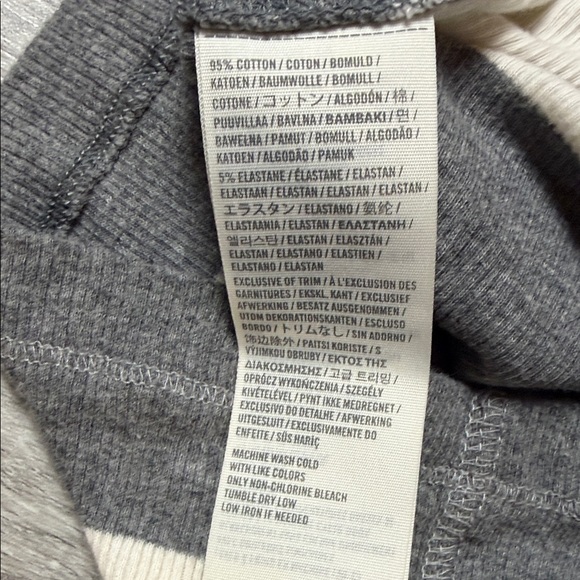 95% COTTON / COTON / BOMULD /
KATOEN / BAUMWOLLE / BOMULL /
COTONE / コットン / ALGODÓN / 棉 /
PUUVILLAA / BAVLNA / BAMBAKI / 면 /
BAWEŁNA / PAMUT / BOMULL / ALGODÃO /
KATOEN / ALGODÃO / PAMUK
5% ELASTANE / ÉLASTANE / ELASTAN /
ELASTAAN / ELASTAN / ELASTAN / ELASTAN /
エラスタン / ELASTANO / 氨纶 /
ELASTAANIA / ELASTAN / ΕΛΑΣΤΑΝΗ /
엘라스탄 / ELASTAN / ELASZTÁN /
ELASTAN / ELASTANO / ELASTIEN /
ELASTANO / ELASTAN
EXCLUSIVE OF TRIM / À L'EXCLUSION DES
GARNITURES / EKSKL. KANT / EXCLUSIEF
AFWERKING / BESATZ AUSGENOMMEN /
UTOM DEKORATIONSKANTEN / ESCLUSO
BORDO / トリムなし / SIN ADORNO /
饰边除外 / PAITSI KORISTE / S
VÝJIMKOU OBRUBY / ΕΚΤΟΣ ΤΗΣ
ΔΙΑΚΟΣΜΗΣΗΣ / 고급 트리밍 /
OPRÓCZ WYKOŃCZENIA / SZEGÉLY
KIVÉTELÉVEL / PYNT IKKE MEDREGNET /
EXCLUSIVO DO DETALHE / AFWERKING
UITGESLUIT / EXCLUSIVAMENTE DO
ENFEITE / SÜS HARİÇ
MACHINE WASH COLD
WITH LIKE COLORS
ONLY NON-CHLORINE BLEACH
TUMBLE DRY LOW
LOW IRON IF NEEDED